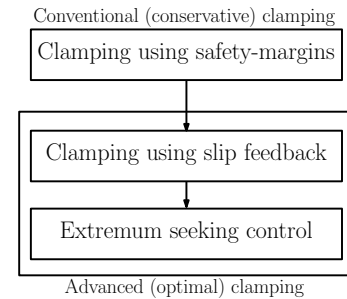 Conventional (conservative) clamping
Clamping using safety-margins
Clamping using slip feedback
Extremum seeking control
Advanced (optimal) clamping